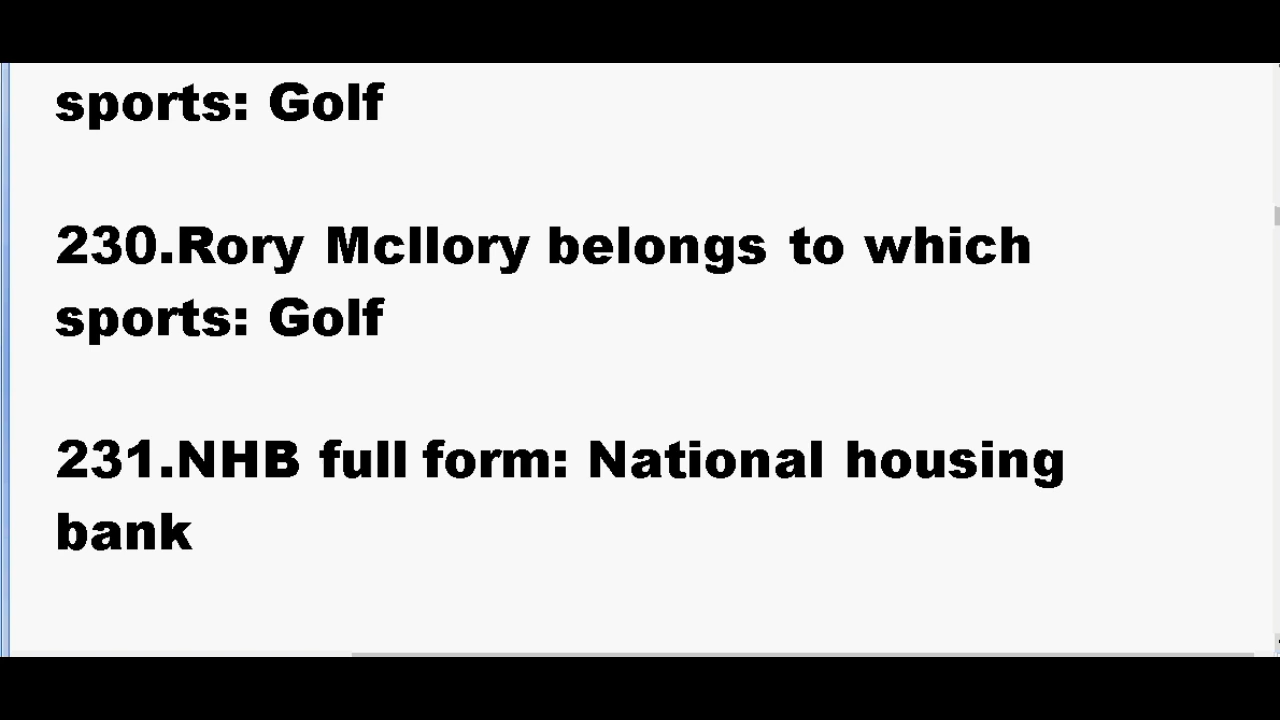 sports: Golf
230.Rory McIlory belongs to which
sports: Golf
231.NHB full form: National housing
bank